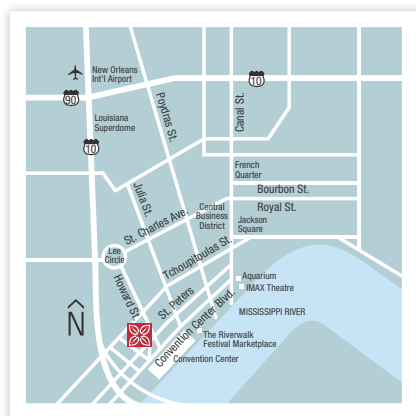 New Orleans
Int'l Airport
10
90
Louisiana
Superdome
10
Poydras St.
Canal St.
French
Quarter
Bourbon St.
Julia St.
Royal St.
Central
Business
District
Jackson
Square
St. Charles Ave.
Tchoupitoulas St.
Lee
Circle
Howard St.
St. Peters
Aquarium
IMAX Theatre
MISSISSIPPI RIVER
Convention Center Blvd.
N
The Riverwalk
Festival Marketplace
Convention Center